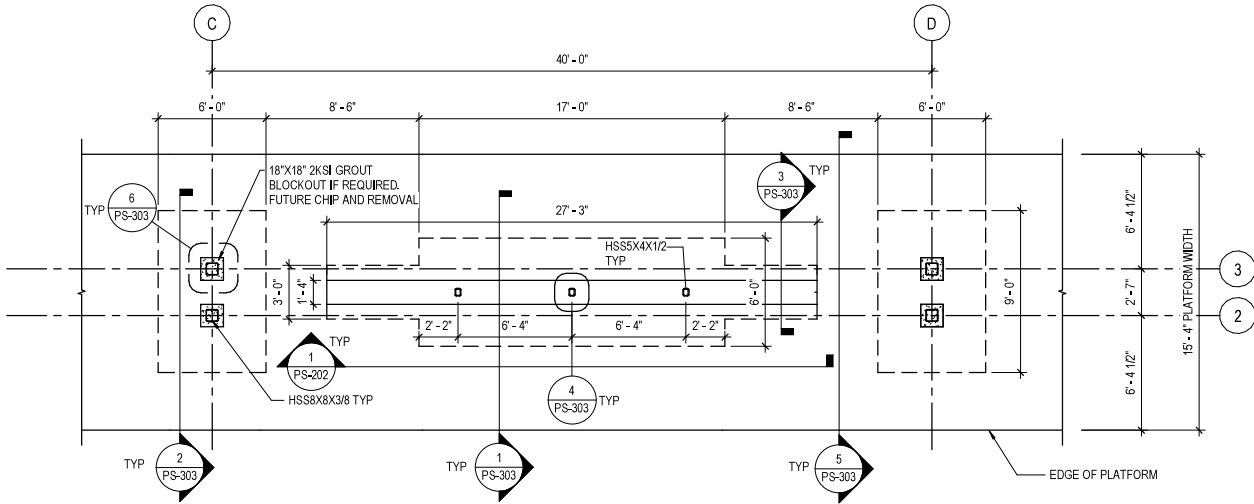 C
D
40' - 0"
6' - 0"
8' - 6"
17' - 0"
8' - 6"
6' - 0"
18"X18" 2KSI GROUT
BLOCKOUT IF REQUIRED.
FUTURE CHIP AND REMOVAL
TYP
6
PS-303
3
PS-303
TYP
27' - 3"
HSS5X4X1/2
TYP
3' - 0"
1' - 4"
6' - 0"
9' - 0"
6' - 4 1/2"
2' - 7"
6' - 4 1/2"
15' - 4" PLATFORM WIDTH
3
2
2' - 2"
6' - 4"
6' - 4"
2' - 2"
1
PS-202
TYP
HSS8X8X3/8 TYP
4
PS-303
TYP
TYP
2
PS-303
TYP
1
PS-303
TYP
5
PS-303
EDGE OF PLATFORM